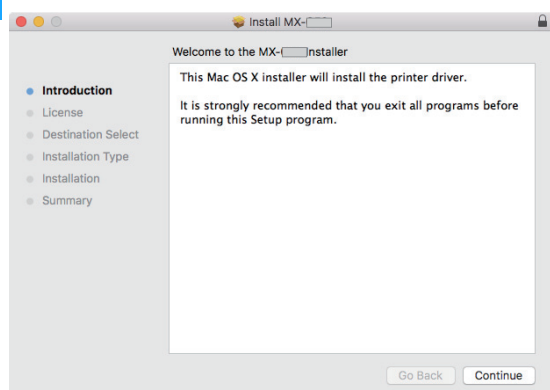 Install MX-
Welcome to the MX- nstaller
Introduction
License
Destination Select
Installation Type
Installation
Summary
This Mac OS X installer will install the printer driver.
It is strongly recommended that you exit all programs before
running this Setup program.
Go Back
Continue